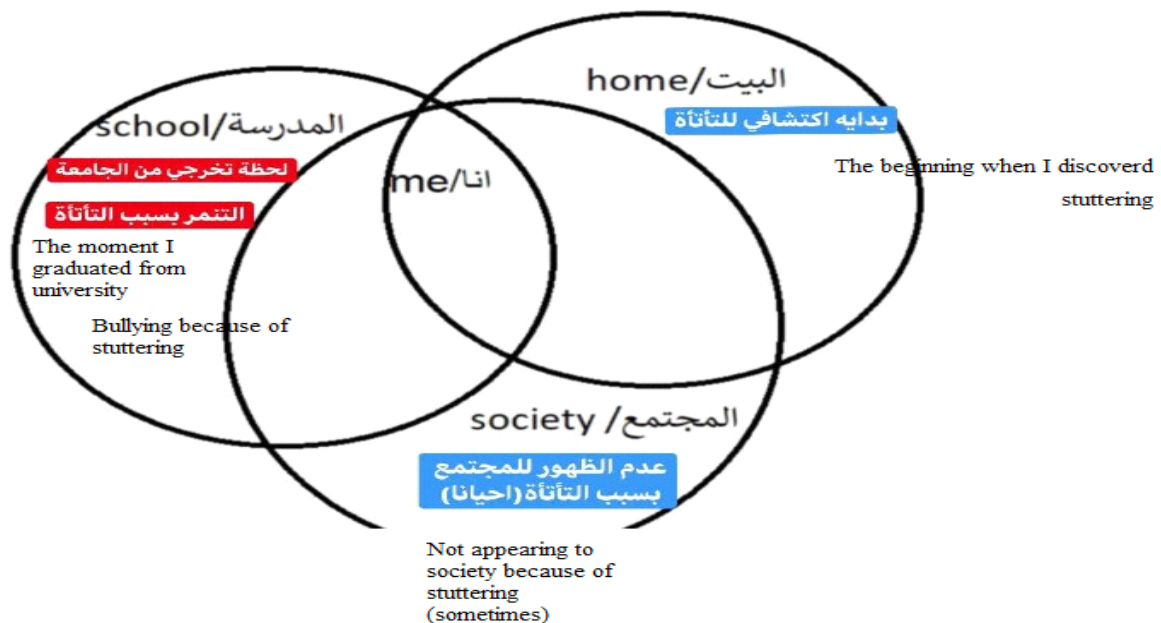 home/البيت
بدايه اكتشافي للتأتأة
The beginning when I discoverd
stuttering
school/المدرسة
لحظة تخرجي من الجامعة
التنمر بسبب التأتأة
The moment I
graduated from
university
Bullying because of
stuttering
me/انا
society /المجتمع
عدم الظهور للمجتمع
بسبب التأتأة(احيانا)
Not appearing to
society because of
stuttering
(sometimes)